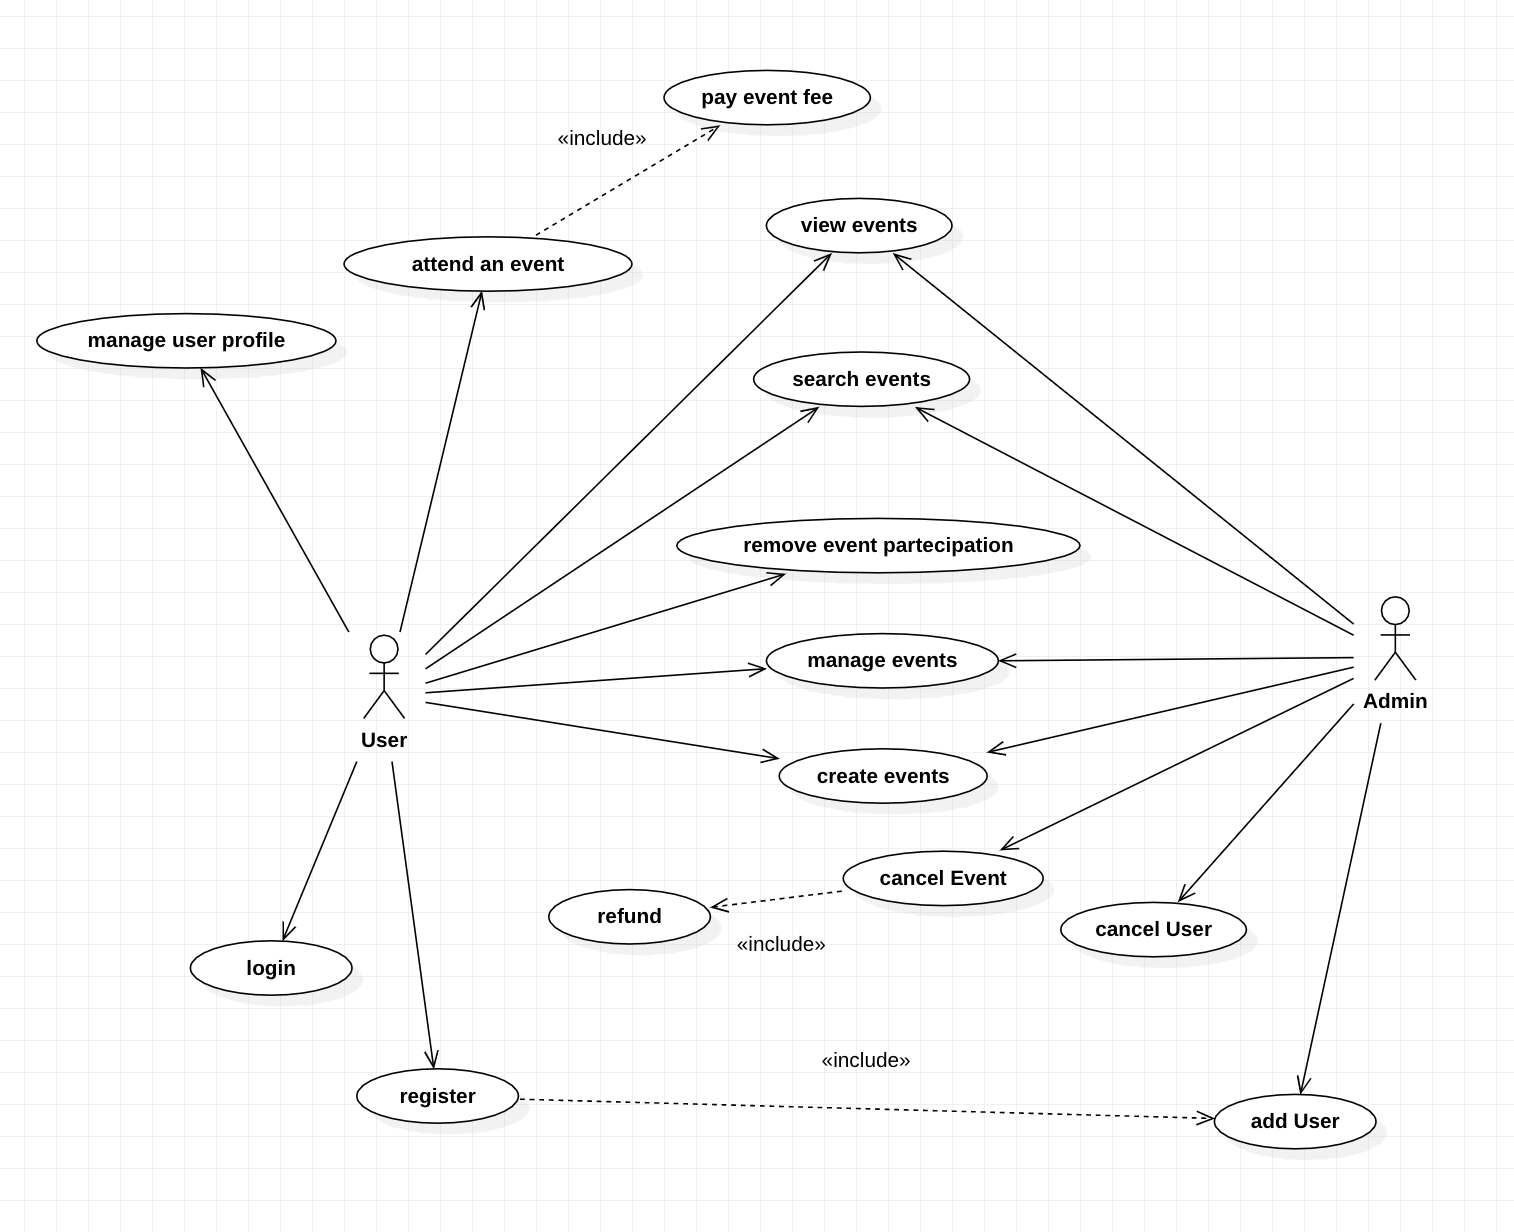 pay event fee
«include»
view events
attend an event
manage user profile
search events
remove event partecipation
manage events
Admin
User
create events
cancel Event
refund
cancel User
«include»
login
«include»
register
add User